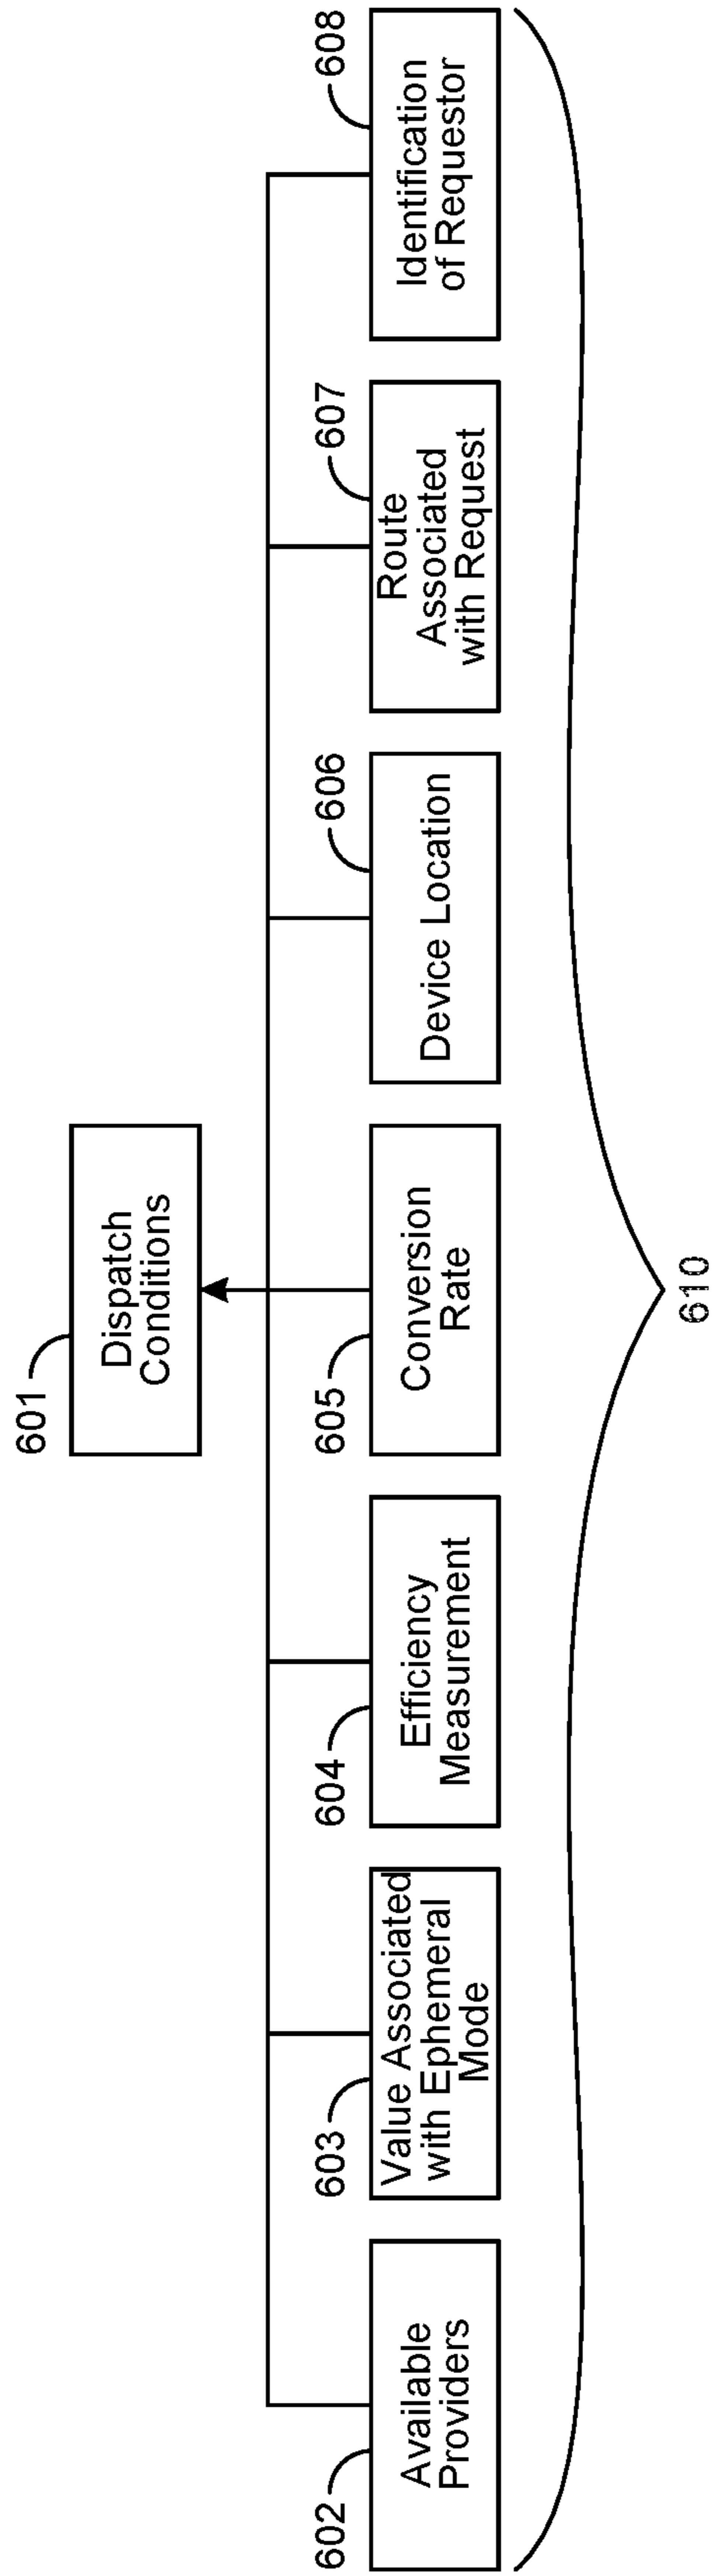 601
Dispatch
Conditions
602
Available
Providers
603
Value Associated
with Ephemeral
Mode
604
Efficiency
Measurement
605
Conversion
Rate
606
Device Location
607
Route
Associated
with Request
608
Identification
of Requestor
610